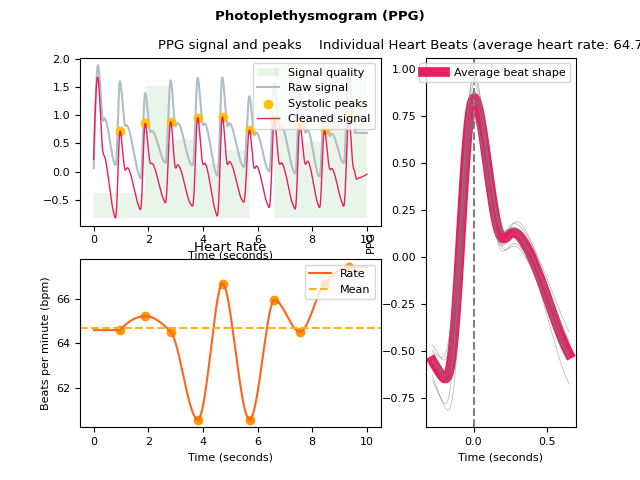 Photoplethysmogram (PPG)
PPG signal and peaks
Individual Heart Beats (average heart rate: 64.7
2.0
1.5
1.0
0.5
0.0
−0.5
Signal quality
Raw signal
Systolic peaks
Cleaned signal
0 2 4 6 8 10
Time (seconds)
Heart Rate
Beats per minute (bpm)
66
64
62
Rate
Mean
0 2 4 6 8 10
Time (seconds)
PPG
1.00
0.75
0.50
0.25
0.00
−0.25
−0.50
−0.75
Average beat shape
0.0 0.5
Time (seconds)